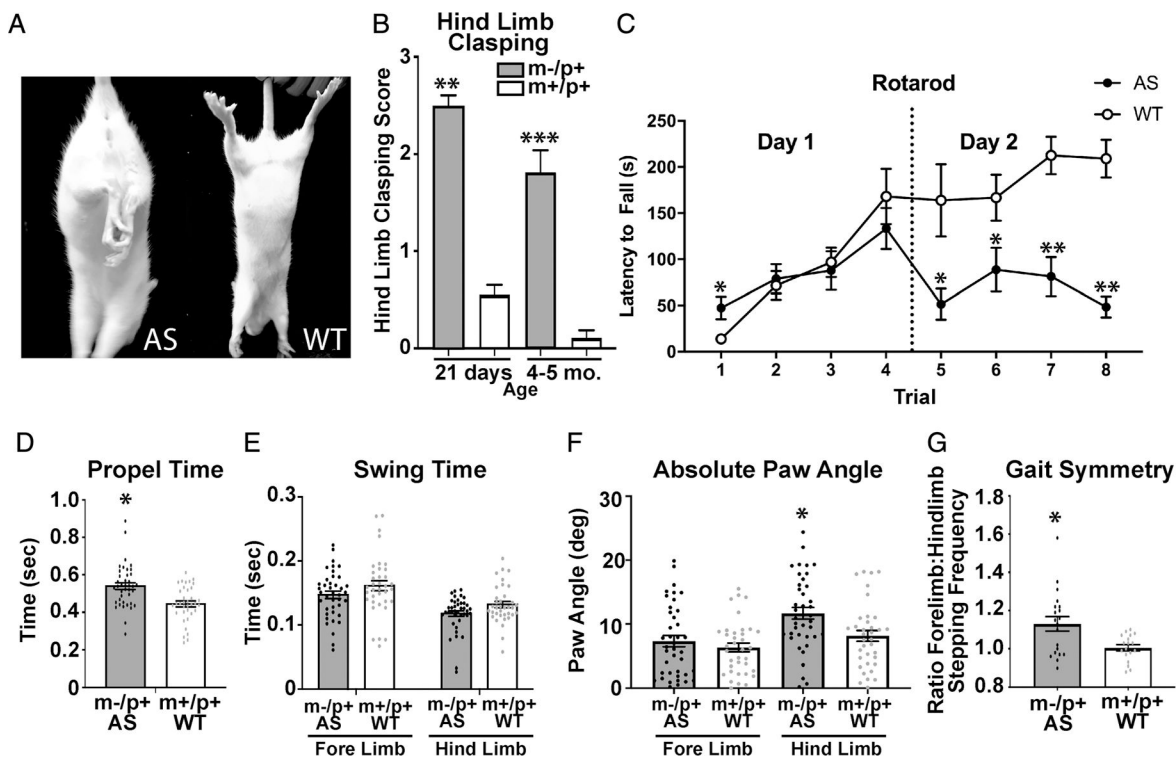 A
AS
WT
B
Hind Limb
Clasping
m-/p+
m+/p+
Hind Limb Clasping Score
3
2
1
0
**
***
21 days
4-5 mo.
Age
C
Rotarod
AS
WT
Day 1
Day 2
Latency to Fall (s)
250
200
150
100
50
0
*
*
*
**
**
1 2 3 4 5 6 7 8
Trial
D
Propel Time
Time (sec)
1.0
0.8
0.6
0.4
0.2
0.0
*
m-/p+ m+/p+
AS WT
E
Swing Time
Time (sec)
0.3
0.2
0.1
0
m-/p+ m+/p+ m-/p+ m+/p+
AS WT AS WT
Fore Limb Hind Limb
F
Absolute Paw Angle
Paw Angle (deg)
30
20
10
0
*
m-/p+ m+/p+ m-/p+ m+/p+
AS WT AS WT
Fore Limb Hind Limb
G
Gait Symmetry
Ratio Forelimb:Hindlimb
Stepping Frequency
1.8
1.6
1.4
1.2
1.0
0.8
*
m-/p+ m+/p+
AS WT